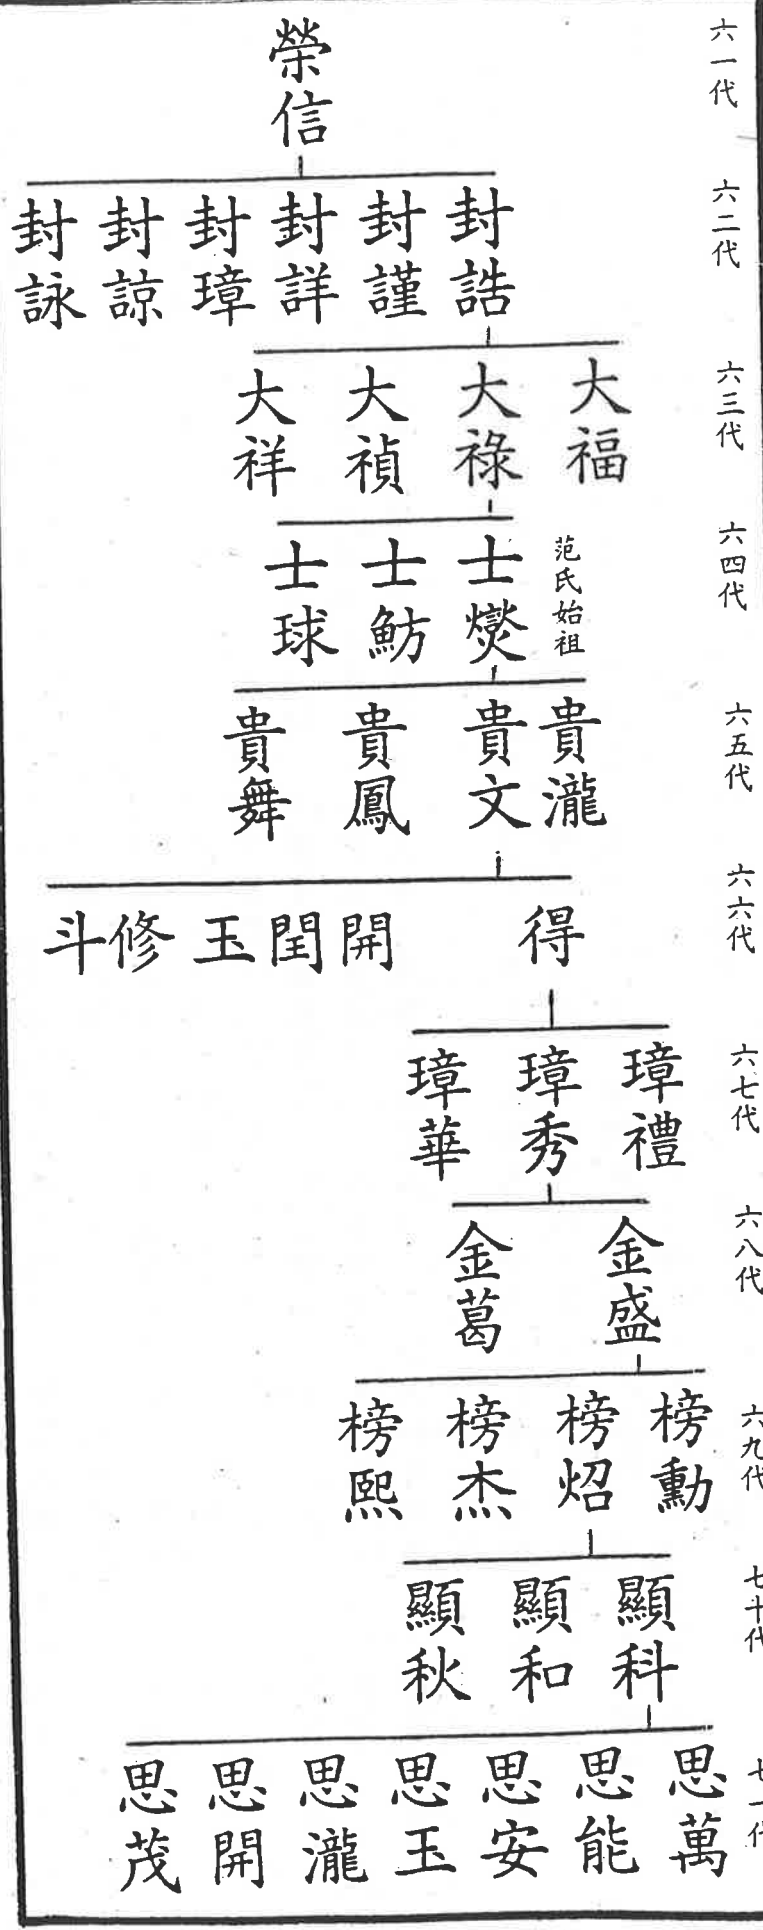 六一代
榮信
六二代
封誥 封謹 封詳 封璋 封諒 封詠
六三代
大福 大祿 大禎 大祥
六四代
范氏始祖
士爕 士魴 士球
六五代
貴瀧 貴文 貴鳳 貴舞
六六代
得 開 閏 玉 修 斗
六七代
璋禮 璋秀 璋華
六八代
金盛 金葛
六九代
榜勳 榜炤 榜杰 榜熙
七十代
顯科 顯和 顯秋
七一代
思萬 思能 思安 思玉 思瀧 思開 思茂